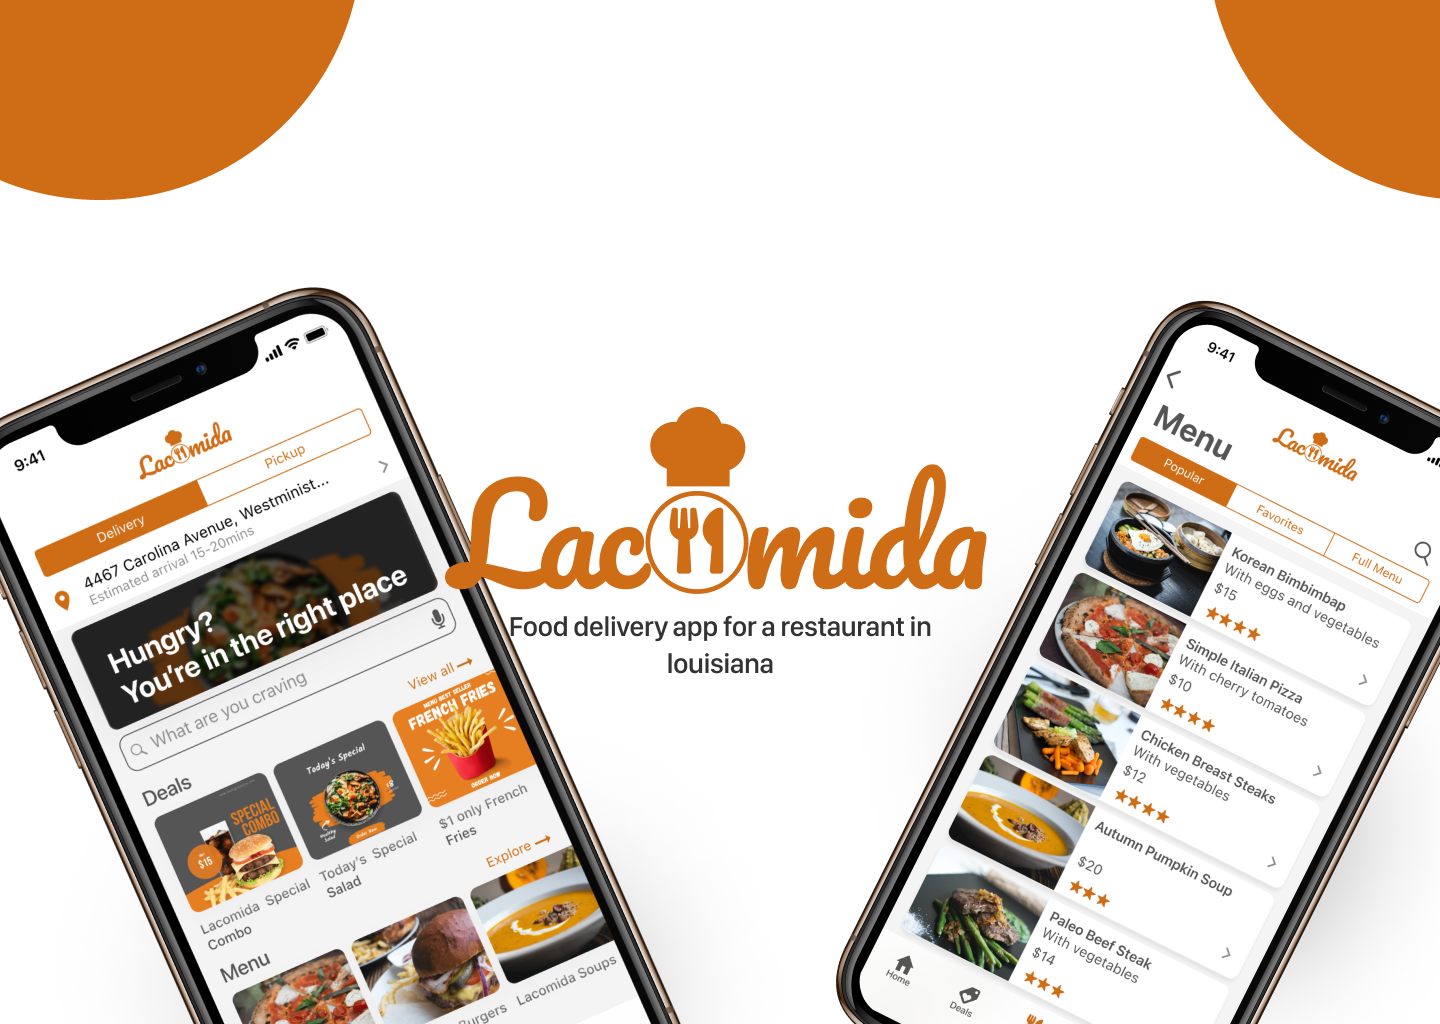 9:41
Lacomida
Delivery
Pickup
4467 Carolina Avenue, Westminist...
Estimated arrival 15-20mins
Hungry?
You're in the right place
What are you craving
Deals
View all
SPECIAL
COMBO
$15
Today's Special
Healthy
Salad
Order Now
MENU BEST SELLER
FRENCH FRIES
ORDER NOW
Lacomida Special
Combo
Today's Special
Salad
$1 only French
Fries
Menu
Explore
Burgers
Lacomida Soups
Lacomida
Food delivery app for a restaurant in
louisiana
9:41
Menu
Lacomida
Popular
Favorites
Full Menu
Korean Bimbimbap
With eggs and vegetables
$15
Simple Italian Pizza
With cherry tomatoes
$10
Chicken Breast Steaks
With vegetables
$12
Autumn Pumpkin Soup
$20
Paleo Beef Steak
With vegetables
$14
Home
Deals